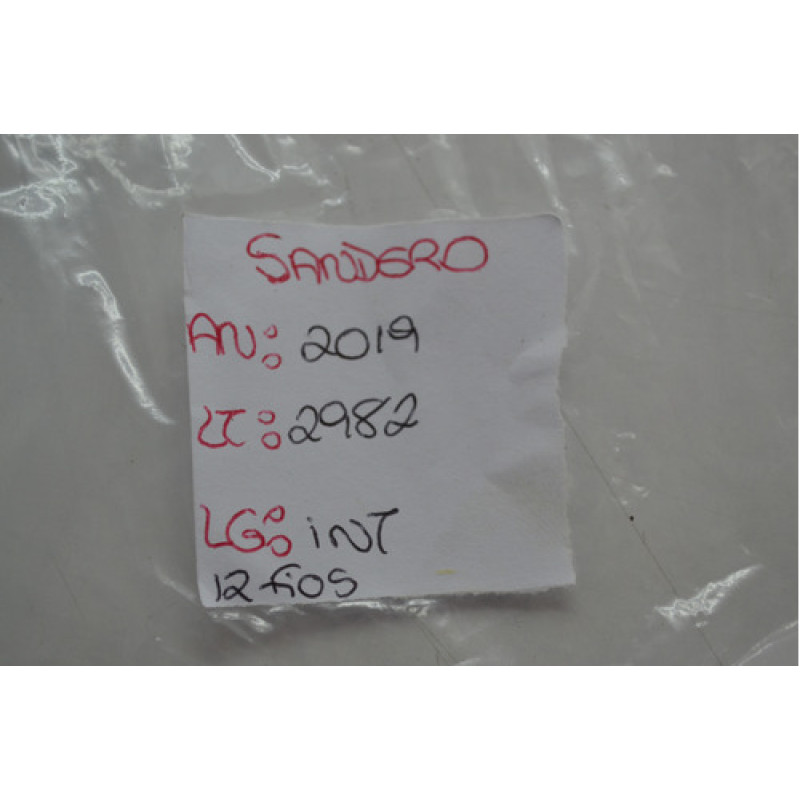 SANDERO
AN: 2019
LT: 2982
LG: iNT
12 fios